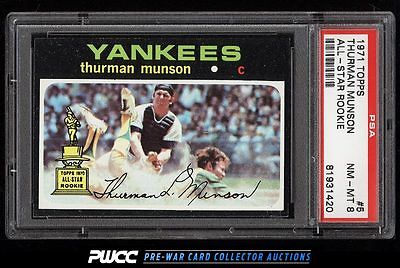 YANKEES
thurman munson • c
TOPPS 1970
ALL-STAR
ROOKIE
Thurman L. Munson
1971 TOPPS
THURMAN MUNSON
ALL-STAR ROOKIE
PSA
#5
NM-MT 8
81931420
PWCC PRE-WAR CARD COLLECTOR AUCTIONS